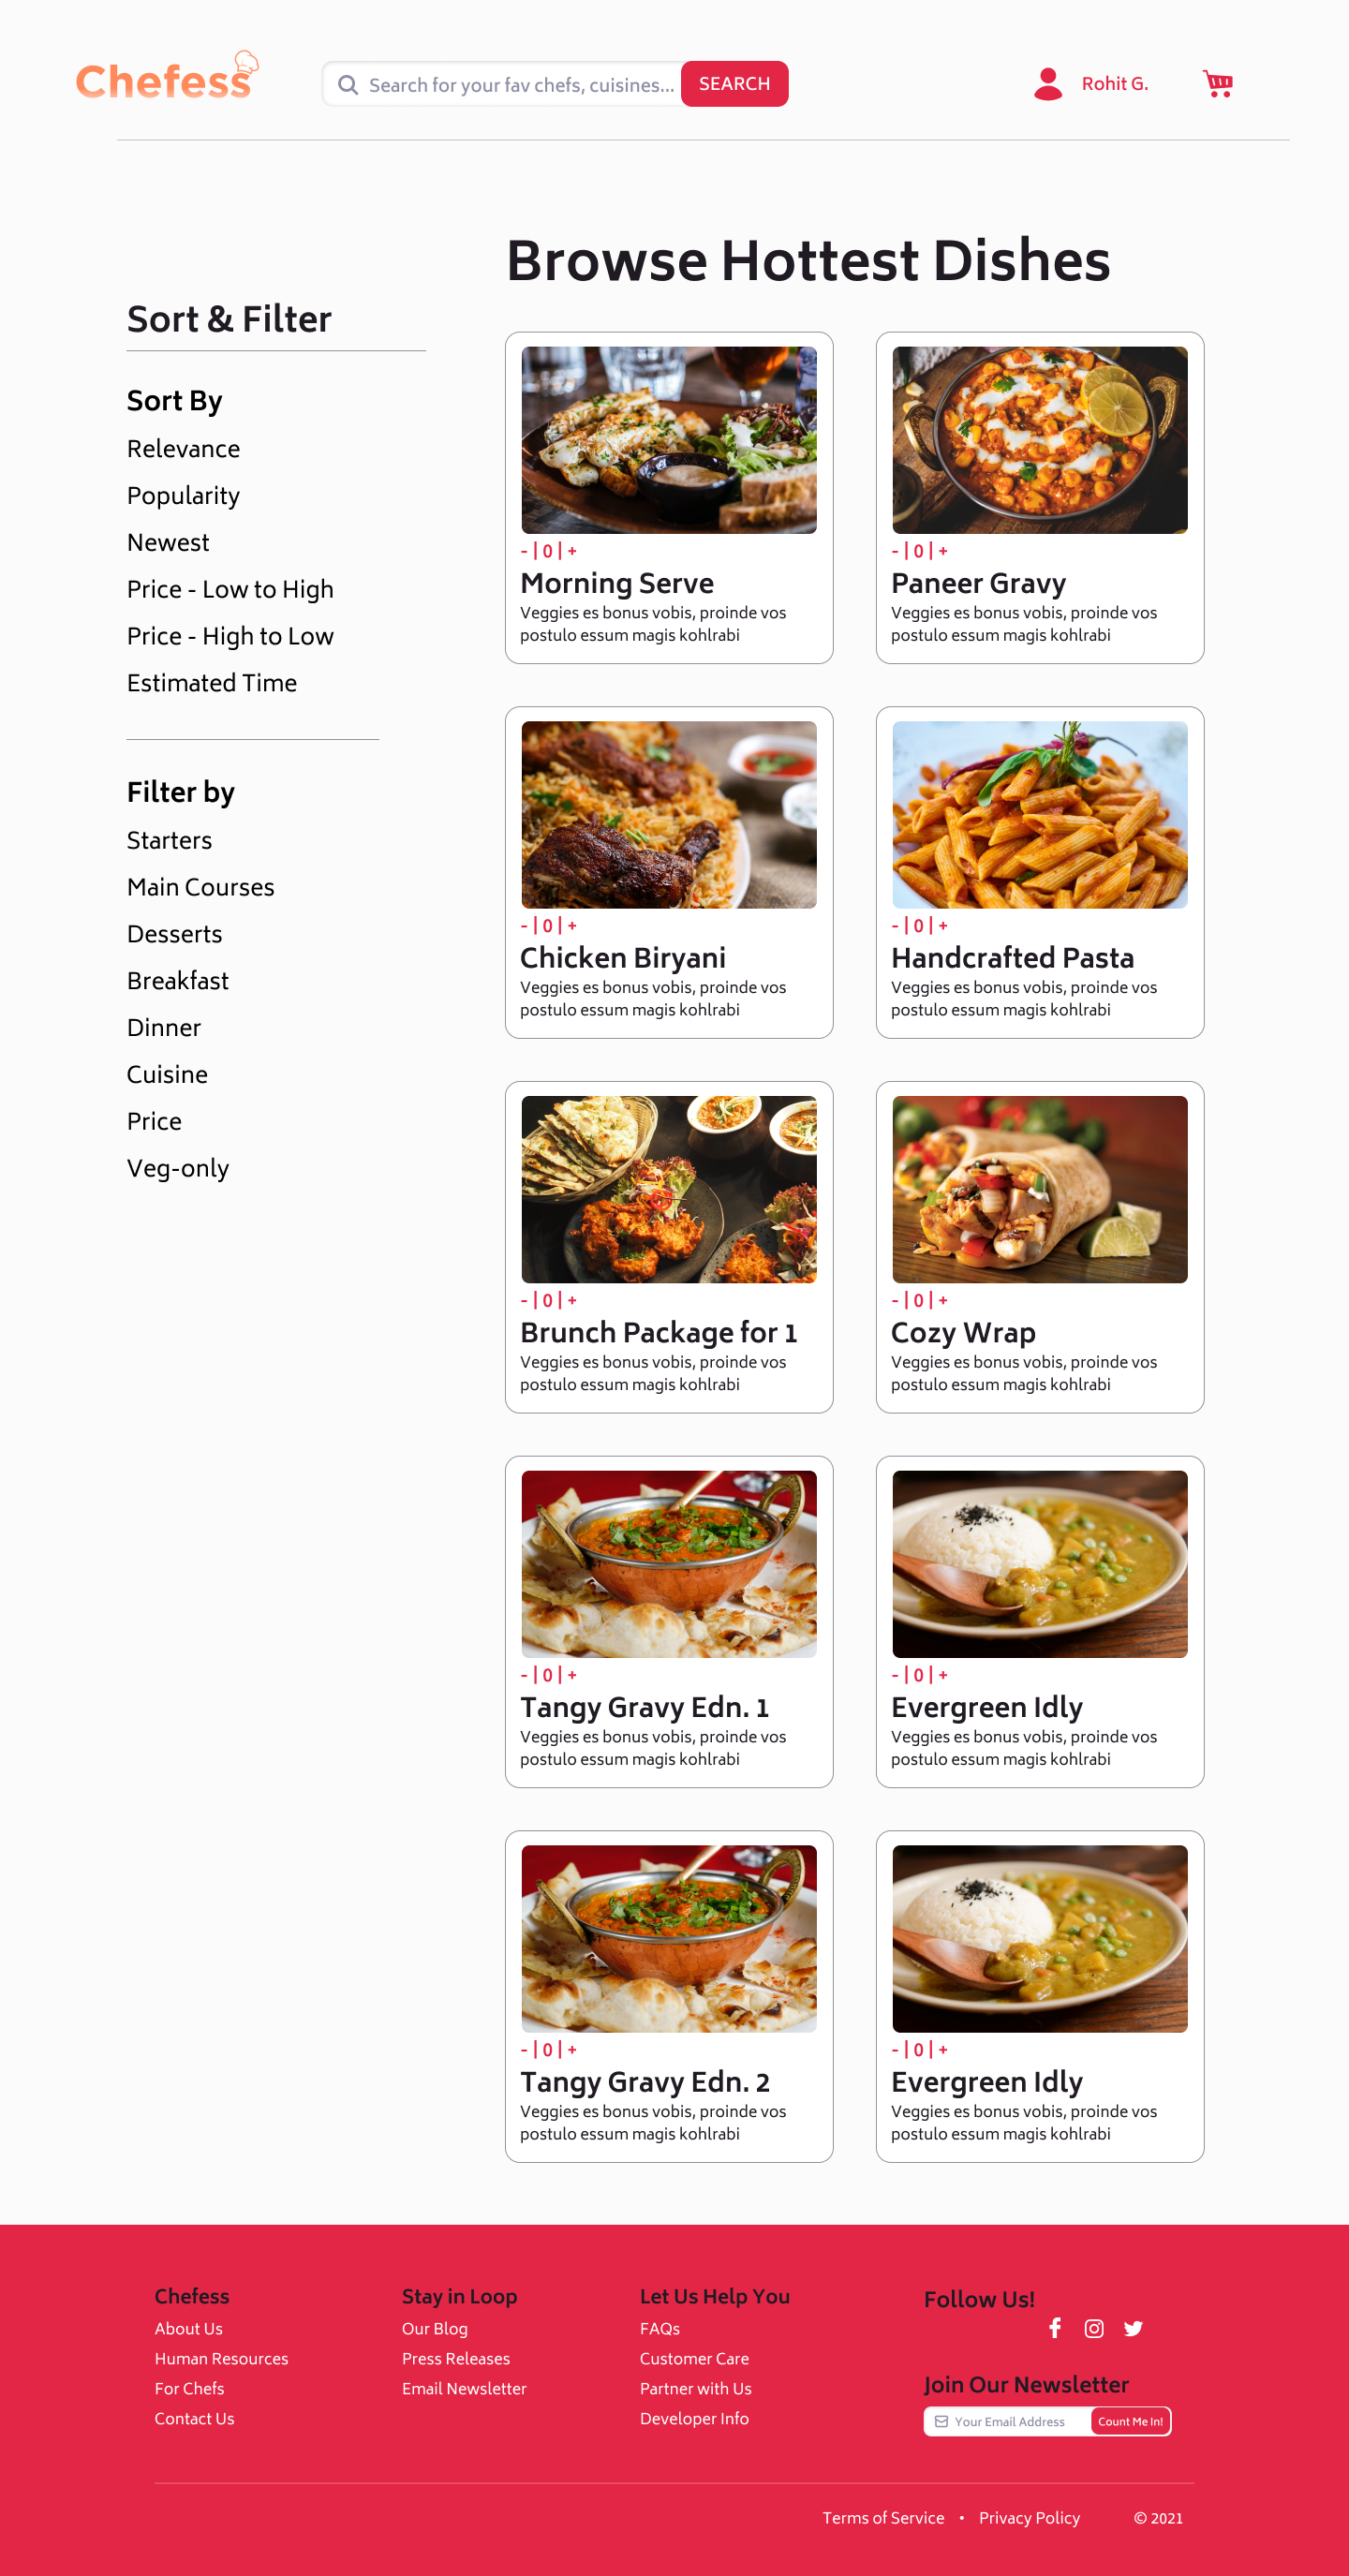 Chefess
Search for your fav chefs, cuisines...
SEARCH
Rohit G.
Browse Hottest Dishes
Sort & Filter
Sort By
Relevance
Popularity
Newest
Price - Low to High
Price - High to Low
Estimated Time
Filter by
Starters
Main Courses
Desserts
Breakfast
Dinner
Cuisine
Price
Veg-only
- | 0 | +
Morning Serve
Veggies es bonus vobis, proinde vos
postulo essum magis kohlrabi
- | 0 | +
Paneer Gravy
Veggies es bonus vobis, proinde vos
postulo essum magis kohlrabi
- | 0 | +
Chicken Biryani
Veggies es bonus vobis, proinde vos
postulo essum magis kohlrabi
- | 0 | +
Handcrafted Pasta
Veggies es bonus vobis, proinde vos
postulo essum magis kohlrabi
- | 0 | +
Brunch Package for 1
Veggies es bonus vobis, proinde vos
postulo essum magis kohlrabi
- | 0 | +
Cozy Wrap
Veggies es bonus vobis, proinde vos
postulo essum magis kohlrabi
- | 0 | +
Tangy Gravy Edn. 1
Veggies es bonus vobis, proinde vos
postulo essum magis kohlrabi
- | 0 | +
Evergreen Idly
Veggies es bonus vobis, proinde vos
postulo essum magis kohlrabi
- | 0 | +
Tangy Gravy Edn. 2
Veggies es bonus vobis, proinde vos
postulo essum magis kohlrabi
- | 0 | +
Evergreen Idly
Veggies es bonus vobis, proinde vos
postulo essum magis kohlrabi
Chefess
About Us
Human Resources
For Chefs
Contact Us
Stay in Loop
Our Blog
Press Releases
Email Newsletter
Let Us Help You
FAQs
Customer Care
Partner with Us
Developer Info
Follow Us!
Join Our Newsletter
Your Email Address
Count Me In!
Terms of Service • Privacy Policy
© 2021